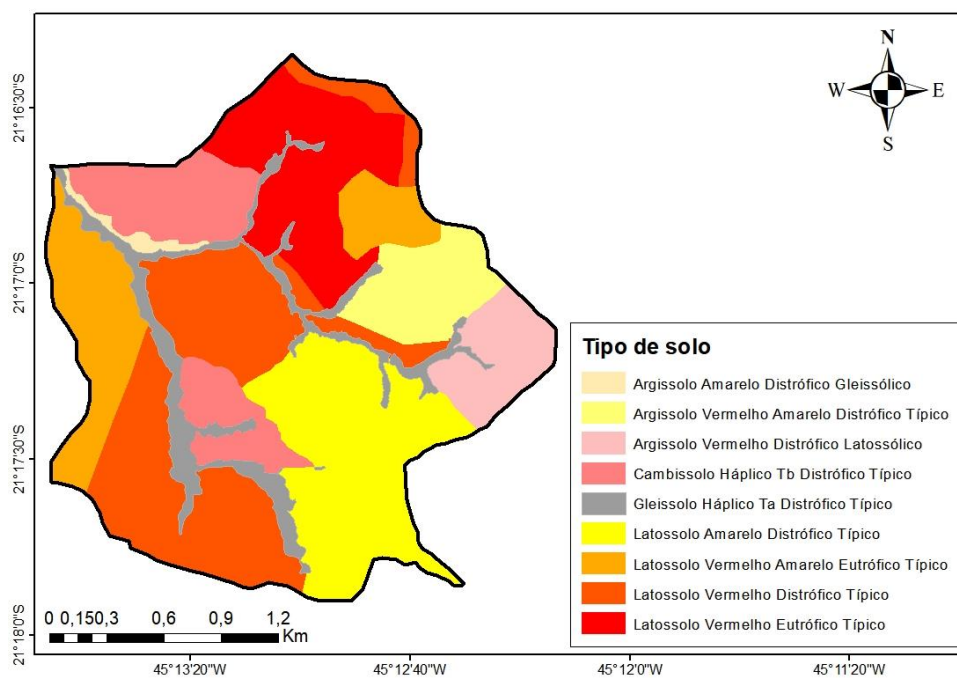 N
W E
S
21°16'30"S
21°17'0"S
21°17'30"S
21°18'0"S
Tipo de solo
Argissolo Amarelo Distrófico Gleissólico
Argissolo Vermelho Amarelo Distrófico Típico
Argissolo Vermelho Distrófico Latossólico
Cambissolo Háplico Tb Distrófico Típico
Gleissolo Háplico Ta Distrófico Típico
Latossolo Amarelo Distrófico Típico
Latossolo Vermelho Amarelo Eutrófico Típico
Latossolo Vermelho Distrófico Típico
Latossolo Vermelho Eutrófico Típico
0 0,150,3 0,6 0,9 1,2
Km
45°13'20"W 45°12'40"W 45°12'0"W 45°11'20"W